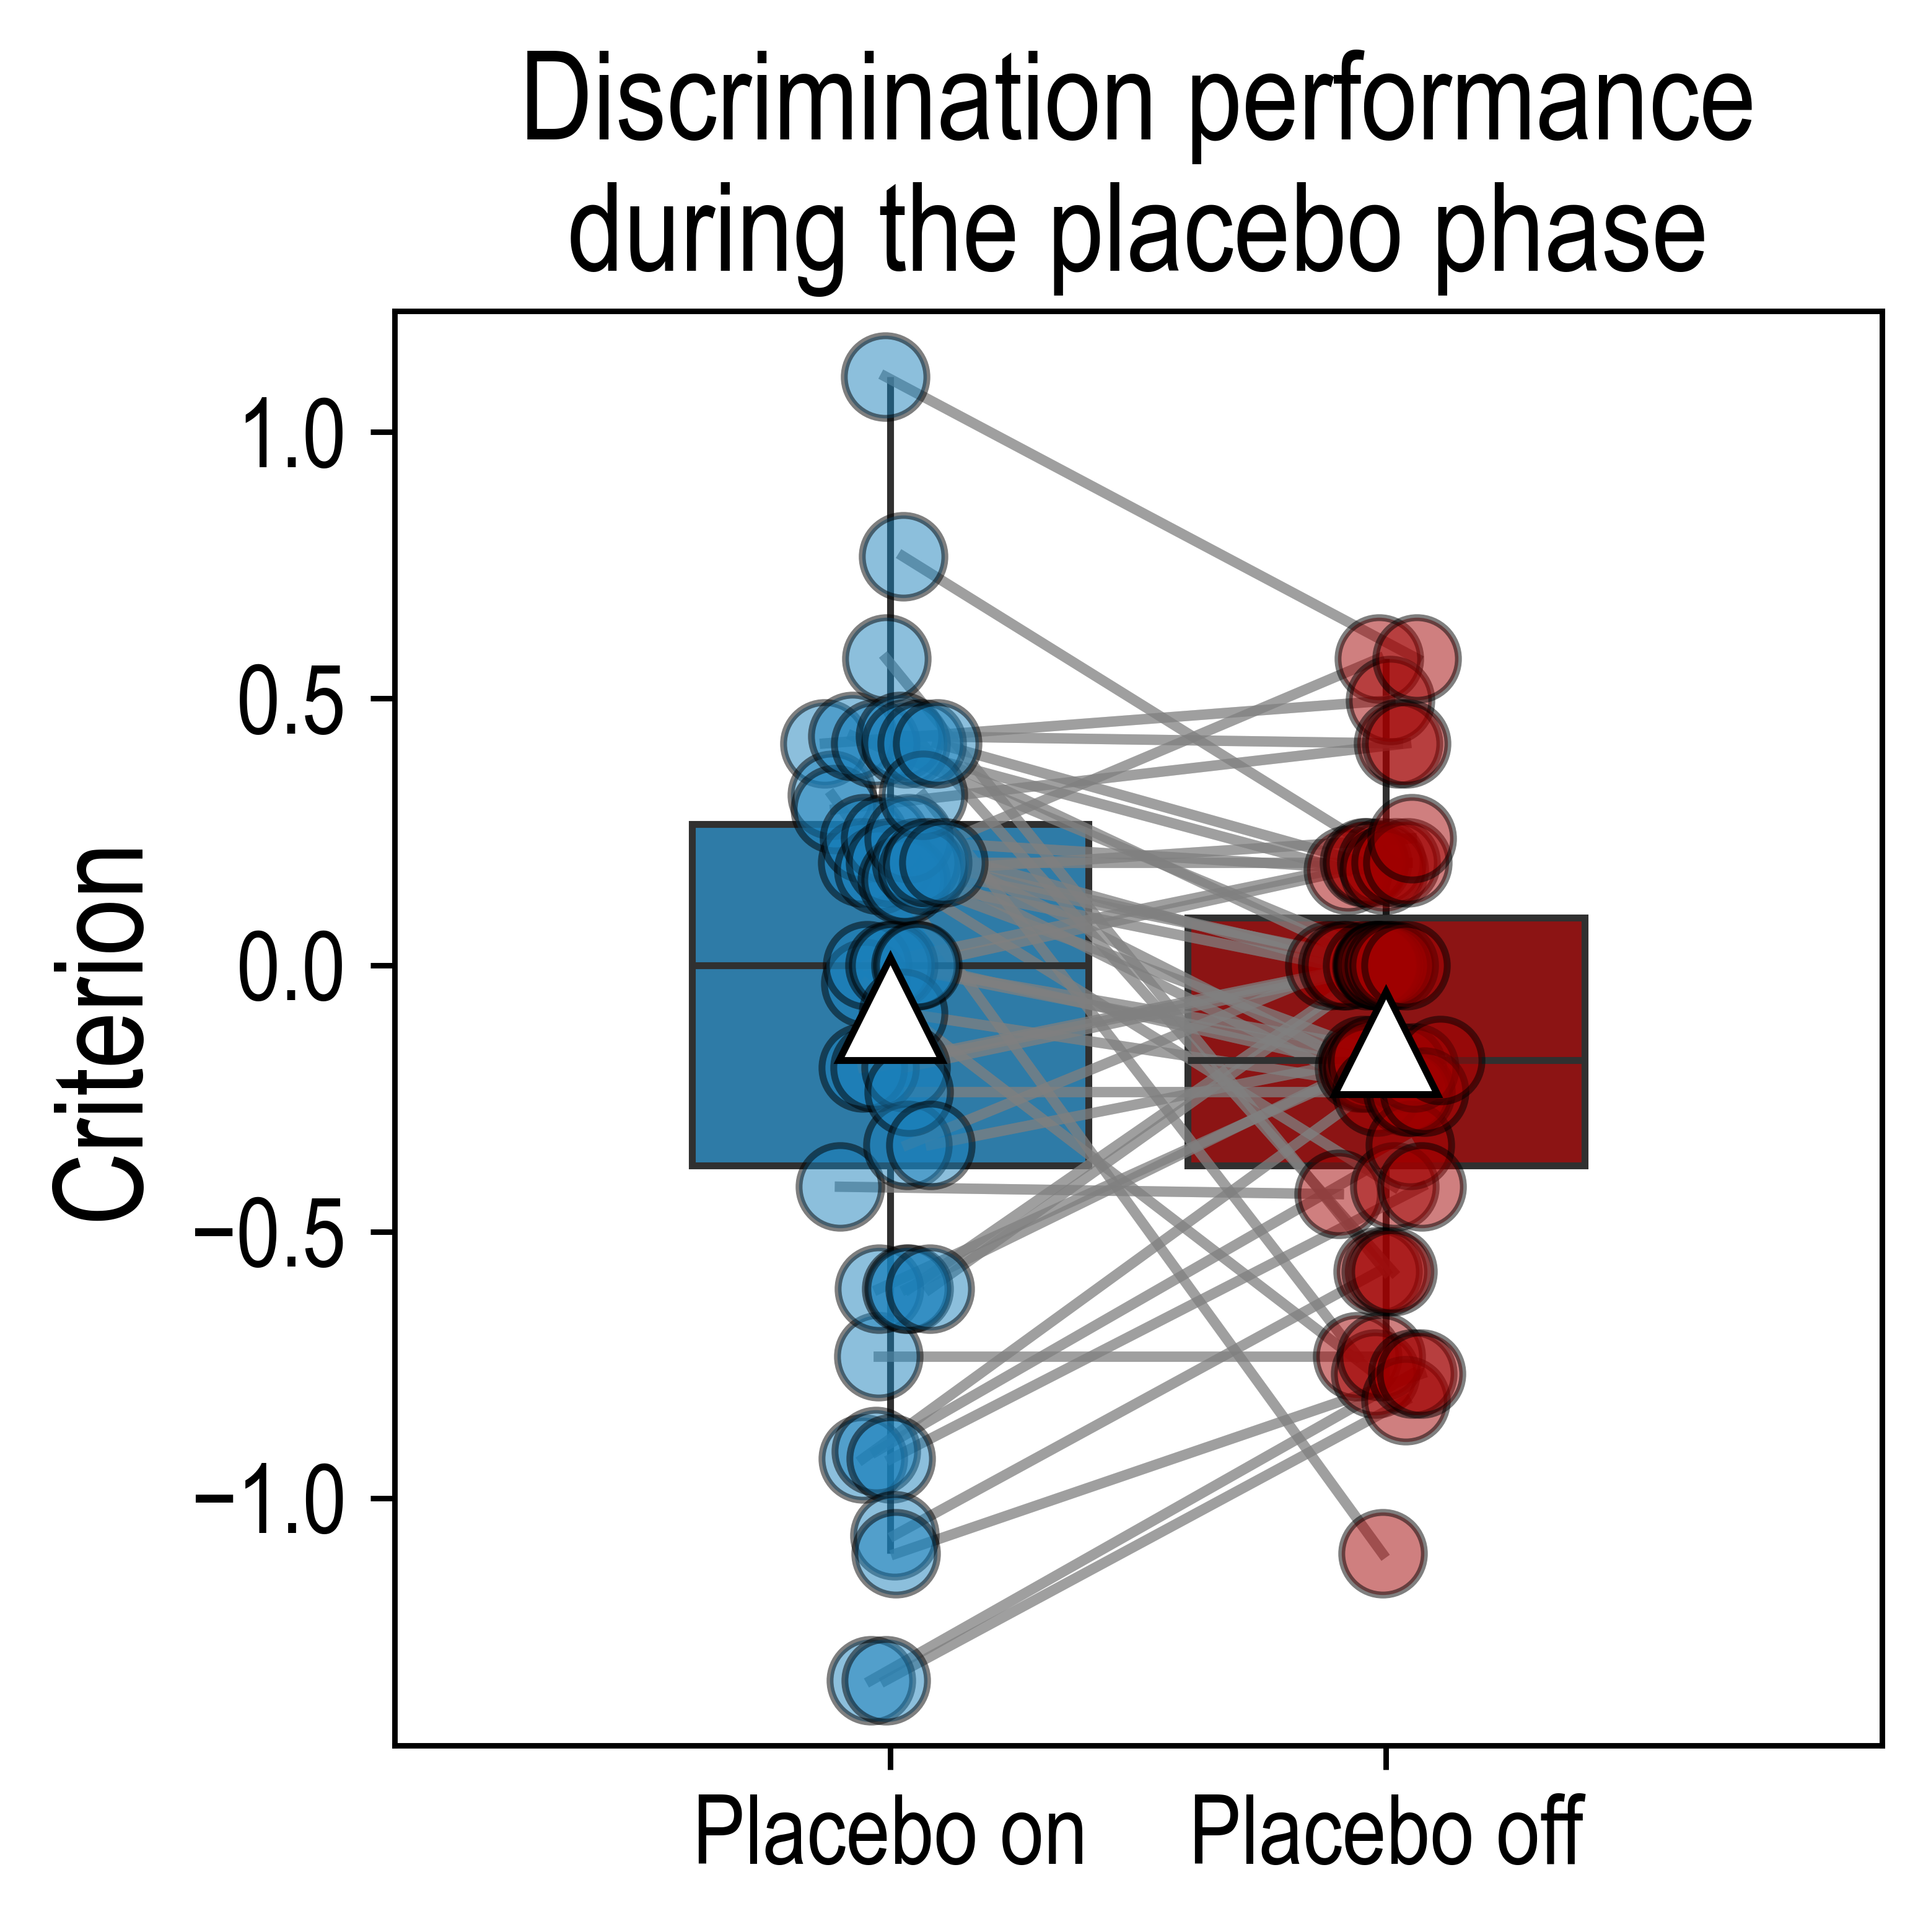 Discrimination performance
during the placebo phase
Criterion
1.0
0.5
0.0
−0.5
−1.0
Placebo on
Placebo off